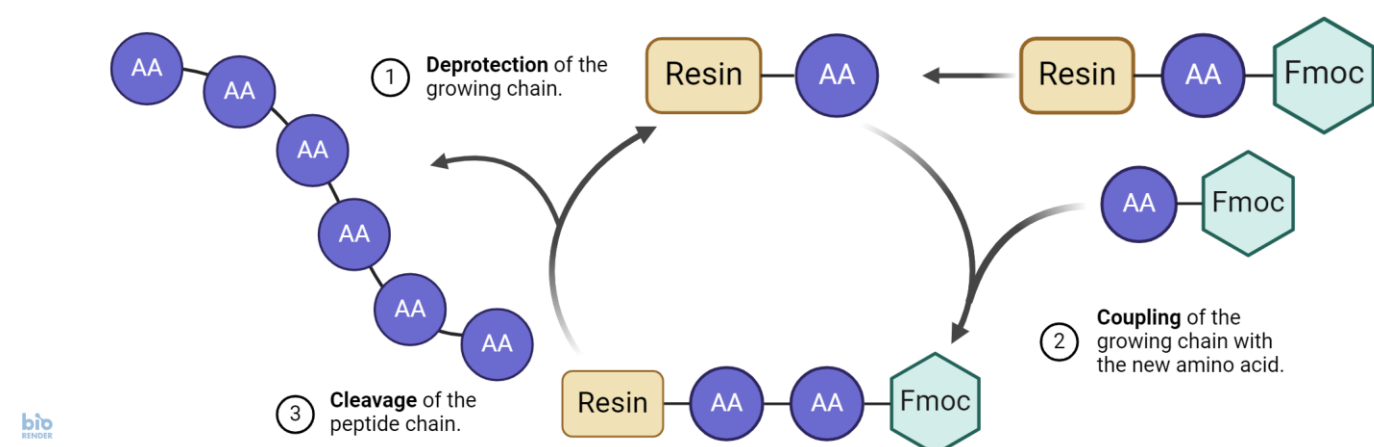 AA
AA
AA
AA
AA
AA
1
Deprotection of the
growing chain.
Resin
AA
Resin
AA
Fmoc
AA
Fmoc
2
Coupling of the
growing chain with
the new amino acid.
Resin
AA
AA
Fmoc
3
Cleavage of the
peptide chain.
bio
RENDER